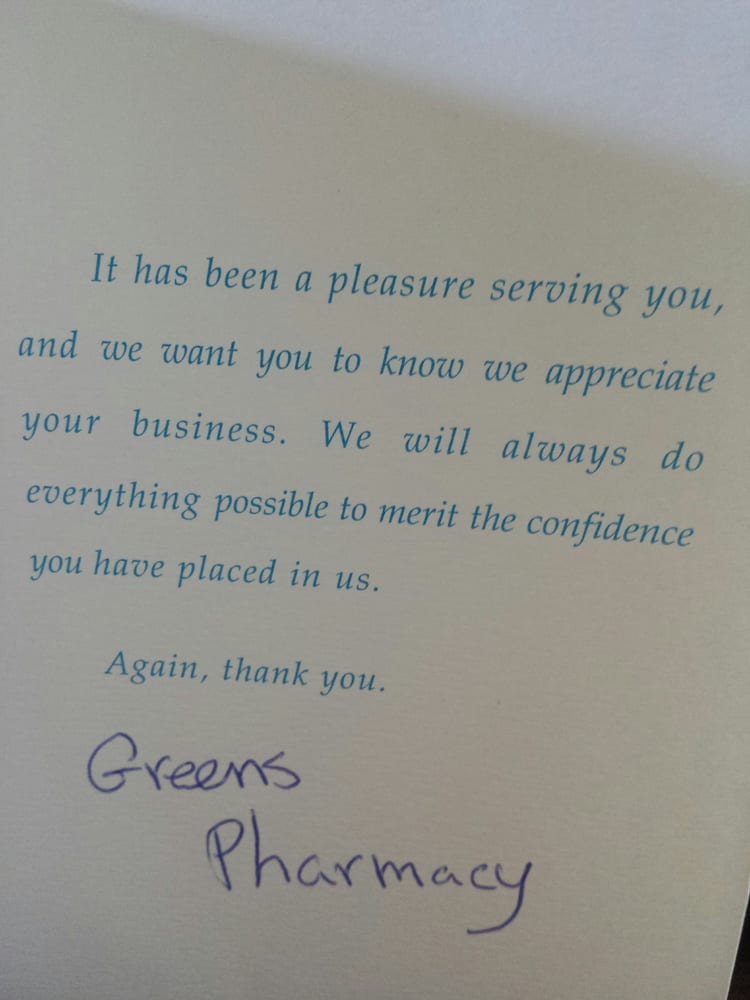 It has been a pleasure serving you,
and we want you to know we appreciate
your business. We will always do
everything possible to merit the confidence
you have placed in us.
Again, thank you.
Greens
Pharmacy